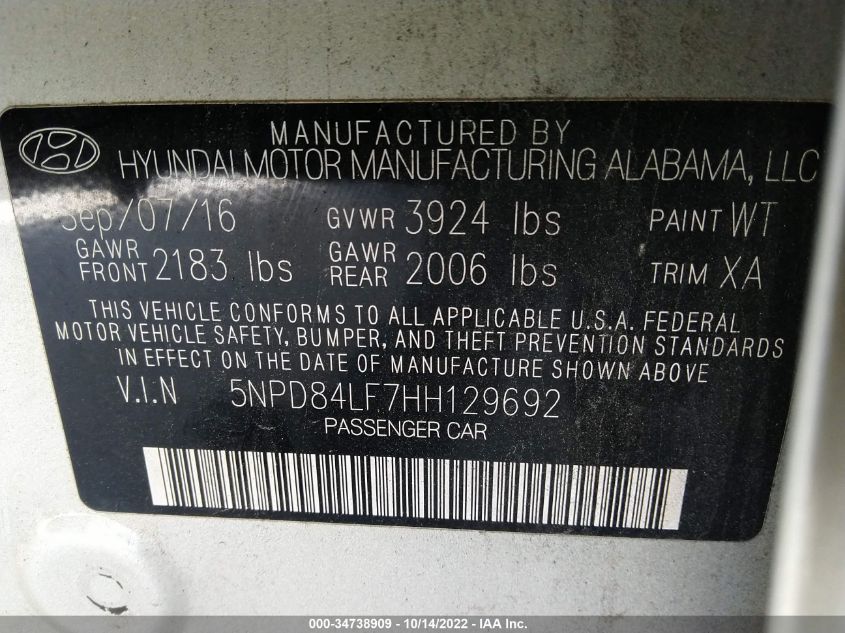 MANUFACTURED BY
HYUNDAI MOTOR MANUFACTURING ALABAMA, LLC
Sep/07/16 GVWR 3924 lbs PAINT WT
GAWR FRONT 2183 lbs GAWR REAR 2006 lbs TRIM XA
THIS VEHICLE CONFORMS TO ALL APPLICABLE U.S.A. FEDERAL
MOTOR VEHICLE SAFETY, BUMPER, AND THEFT PREVENTION STANDARDS
IN EFFECT ON THE DATE OF MANUFACTURE SHOWN ABOVE
V.I.N 5NPD84LF7HH129692
PASSENGER CAR
000-34738909 - 10/14/2022 - © IAA, Inc.